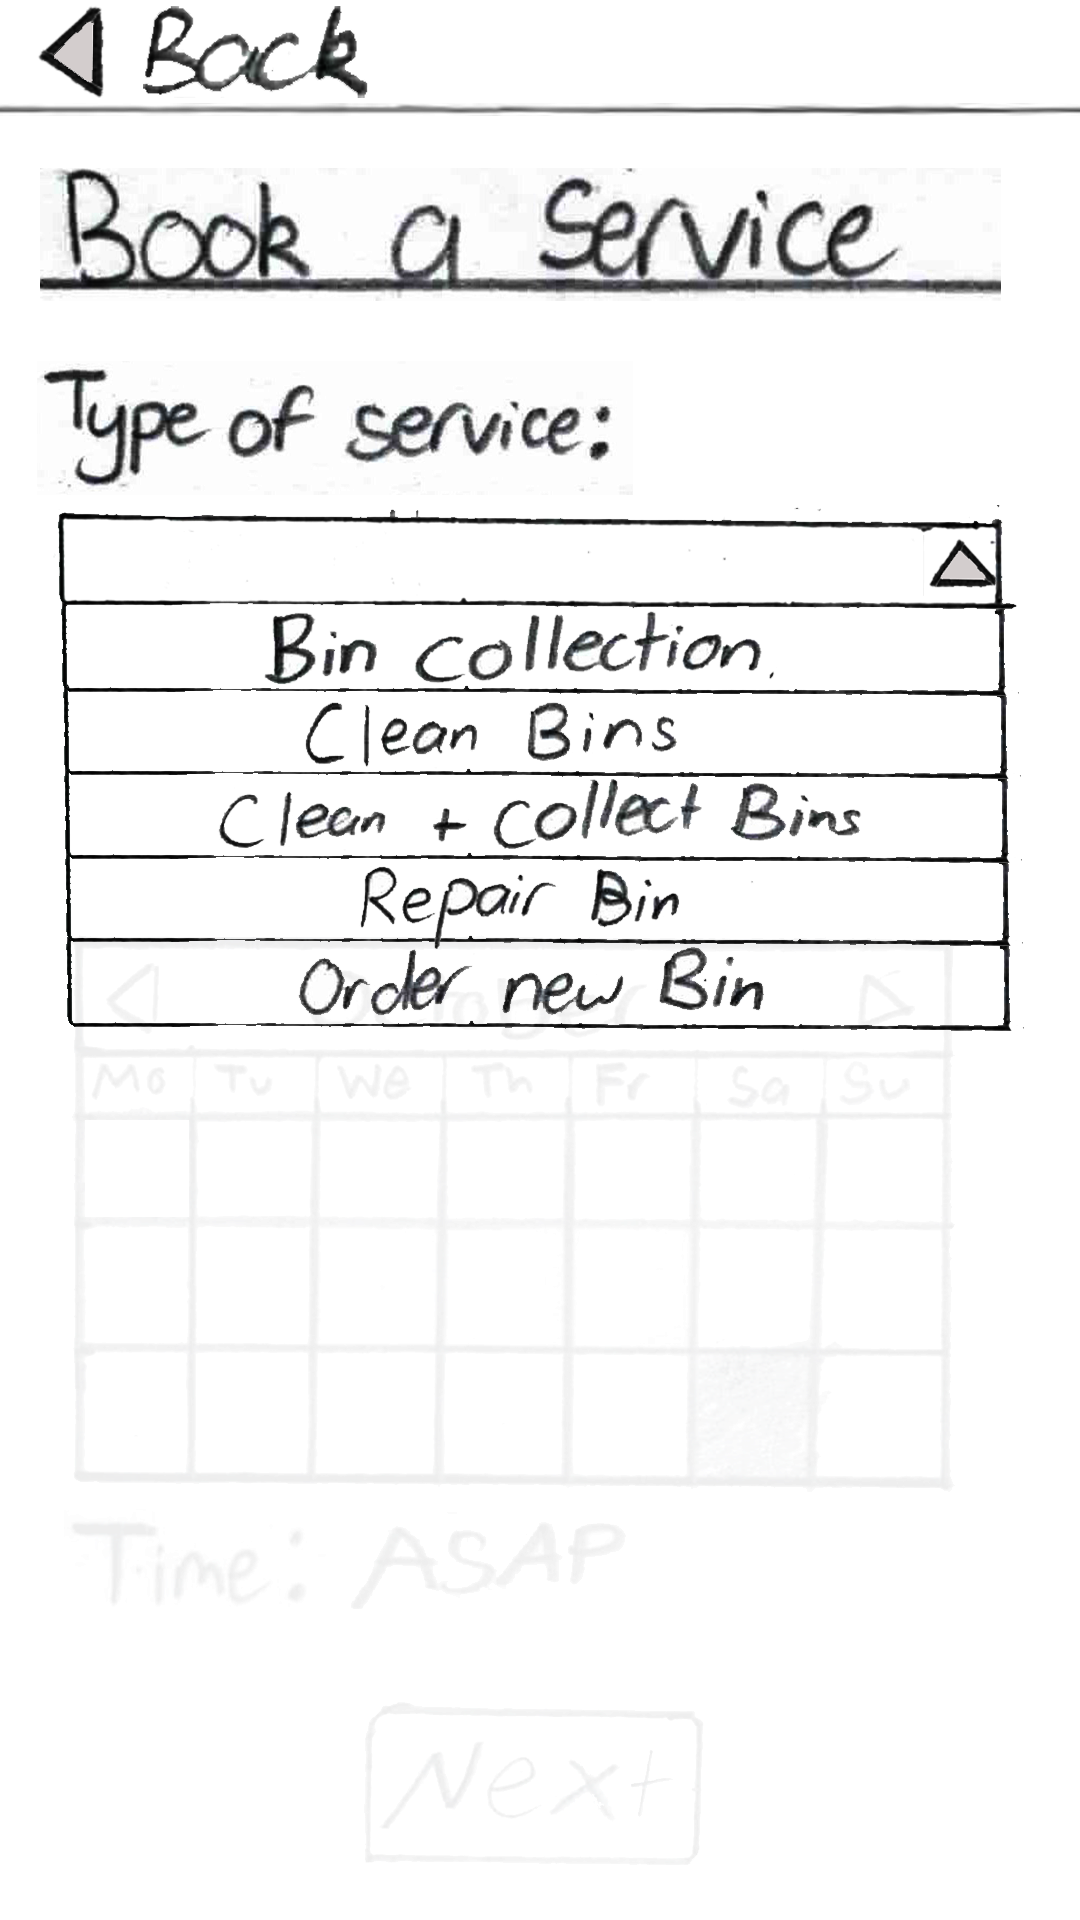 Back
Book a Service
Type of service:
Bin collection.
Clean Bins
Clean + collect Bins
Repair Bin
Order new Bin
October
Mo Tu We Th Fr Sa Su
Time: ASAP
Next